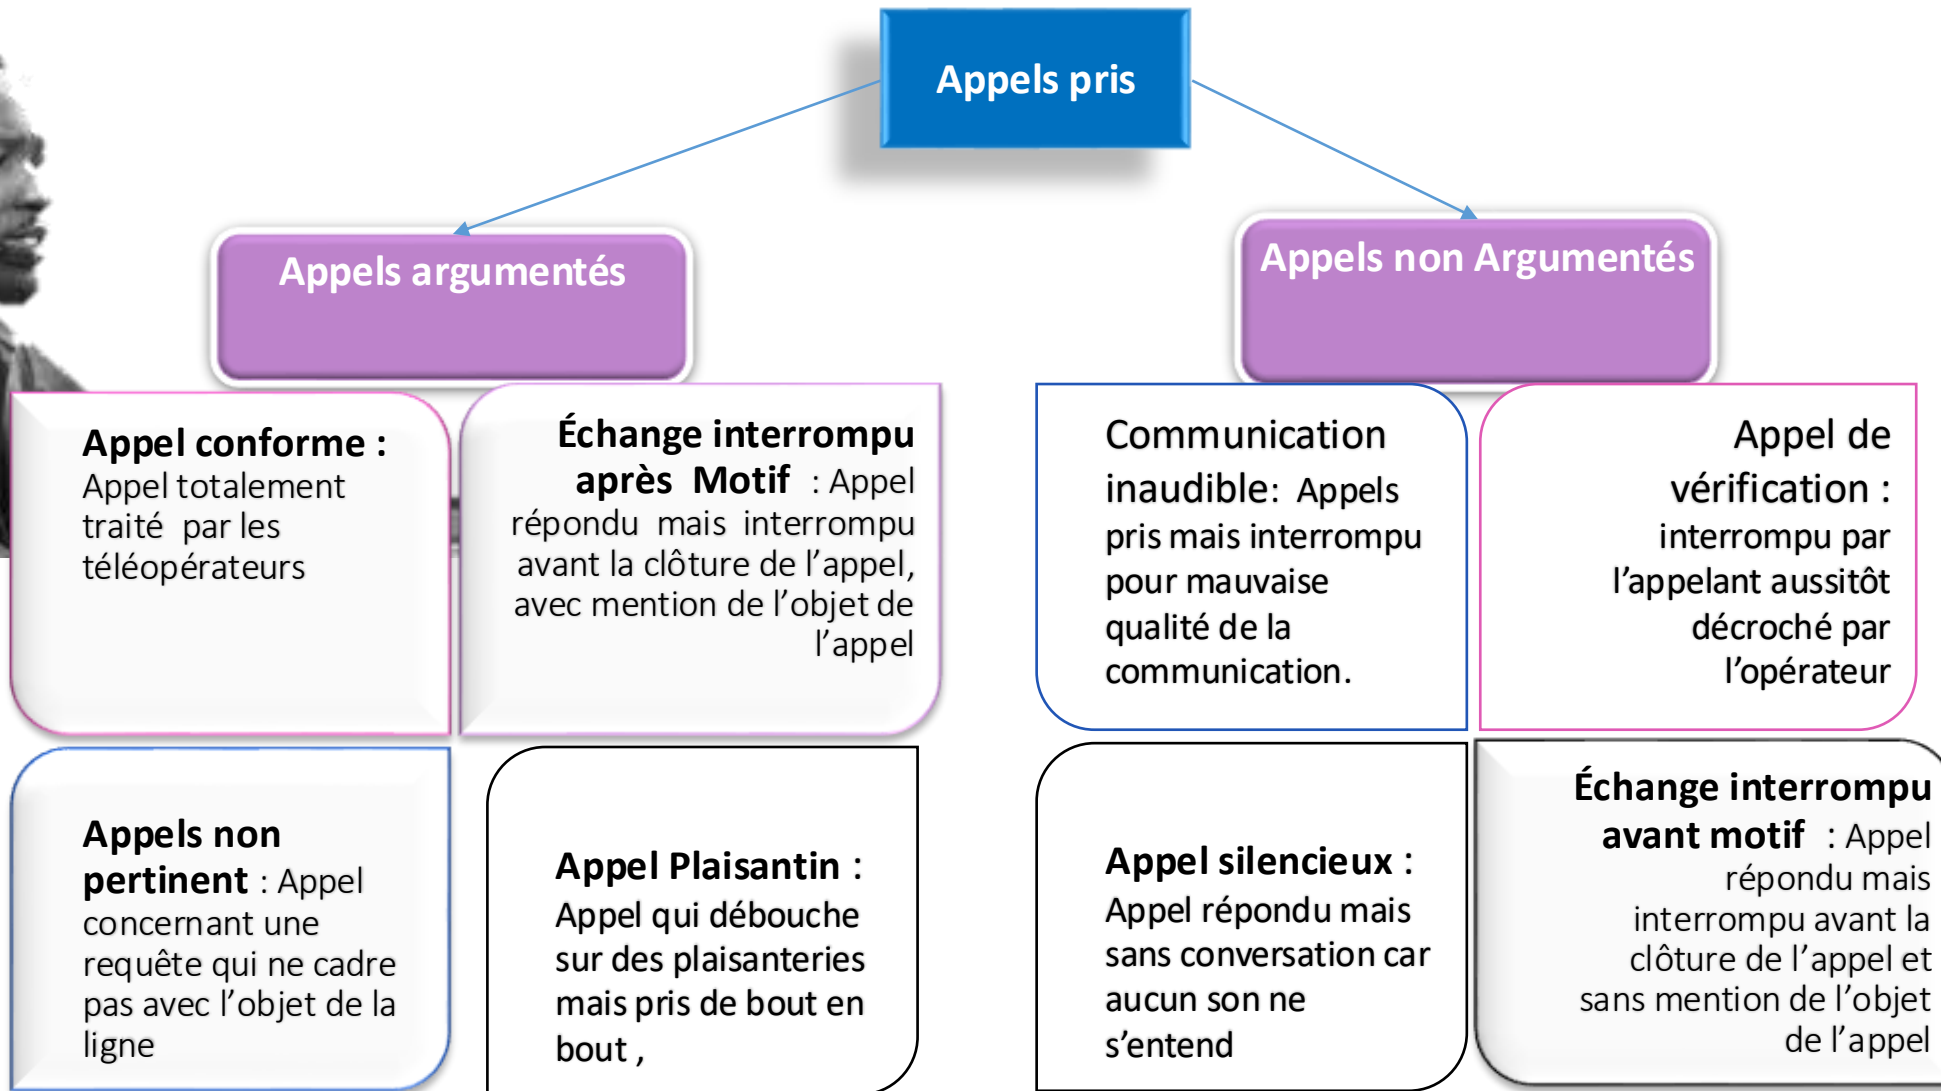 Appels pris
Appels argumentés
Appels non Argumentés
Appel conforme :
Appel totalement
traité par les
téléopérateurs
Échange interrompu
après Motif : Appel
répondu mais interrompu
avant la clôture de l’appel,
avec mention de l’objet de
l’appel
Communication
inaudible: Appels
pris mais interrompu
pour mauvaise
qualité de la
communication.
Appel de
vérification :
interrompu par
l’appelant aussitôt
décroché par
l’opérateur
Appels non
pertinent : Appel
concernant une
requête qui ne cadre
pas avec l’objet de la
ligne
Appel Plaisantin :
Appel qui débouche
sur des plaisanteries
mais pris de bout en
bout ,
Appel silencieux :
Appel répondu mais
sans conversation car
aucun son ne
s’entend
Échange interrompu
avant motif : Appel
répondu mais
interrompu avant la
clôture de l’appel et
sans mention de l’objet
de l’appel